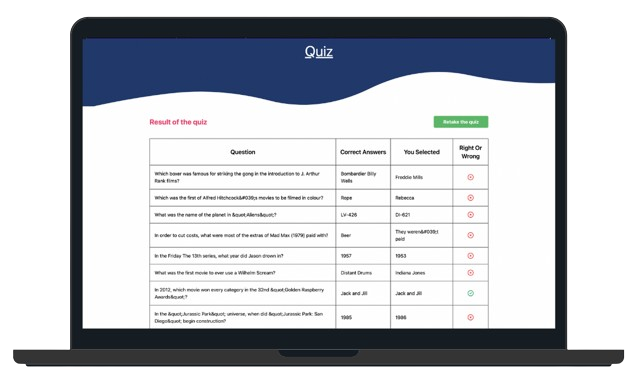 Quiz
Result of the quiz
Retake the quiz
Question
Correct Answers
You Selected
Right Or
Wrong
Which boxer was famous for striking the gong in the introduction to J. Arthur
Rank films?
Bombardier Billy
Wells
Freddie Mills
Which was the first of Alfred Hitchcock&#039;s movies to be filmed in colour?
Rope
Rebecca
What was the name of the planet in &quot;Aliens&quot;?
LV-426
DI-621
In order to cut costs, what were most of the extras of Mad Max (1979) paid with?
Beer
They weren&#039;t
paid
In the Friday The 13th series, what year did Jason drown in?
1957
1953
What was the first movie to ever use a Wilhelm Scream?
Distant Drums
Indiana Jones
In 2012, which movie won every category in the 32nd &quot;Golden Raspberry
Awards&quot;?
Jack and Jill
Jack and Jill
In the &quot;Jurassic Park&quot; universe, when did &quot;Jurassic Park: San
Diego&quot; begin construction?
1985
1986